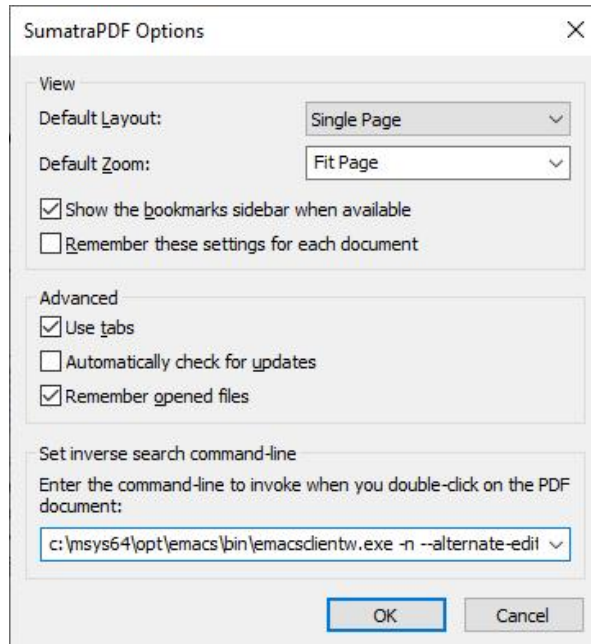 SumatraPDF Options
View
Default Layout:
Single Page
Default Zoom:
Fit Page
Show the bookmarks sidebar when available
Remember these settings for each document
Advanced
Use tabs
Automatically check for updates
Remember opened files
Set inverse search command-line
Enter the command-line to invoke when you double-click on the PDF
document:
c:\msys64\opt\emacs\bin\emacsclientw.exe -n --alternate-edit
OK
Cancel